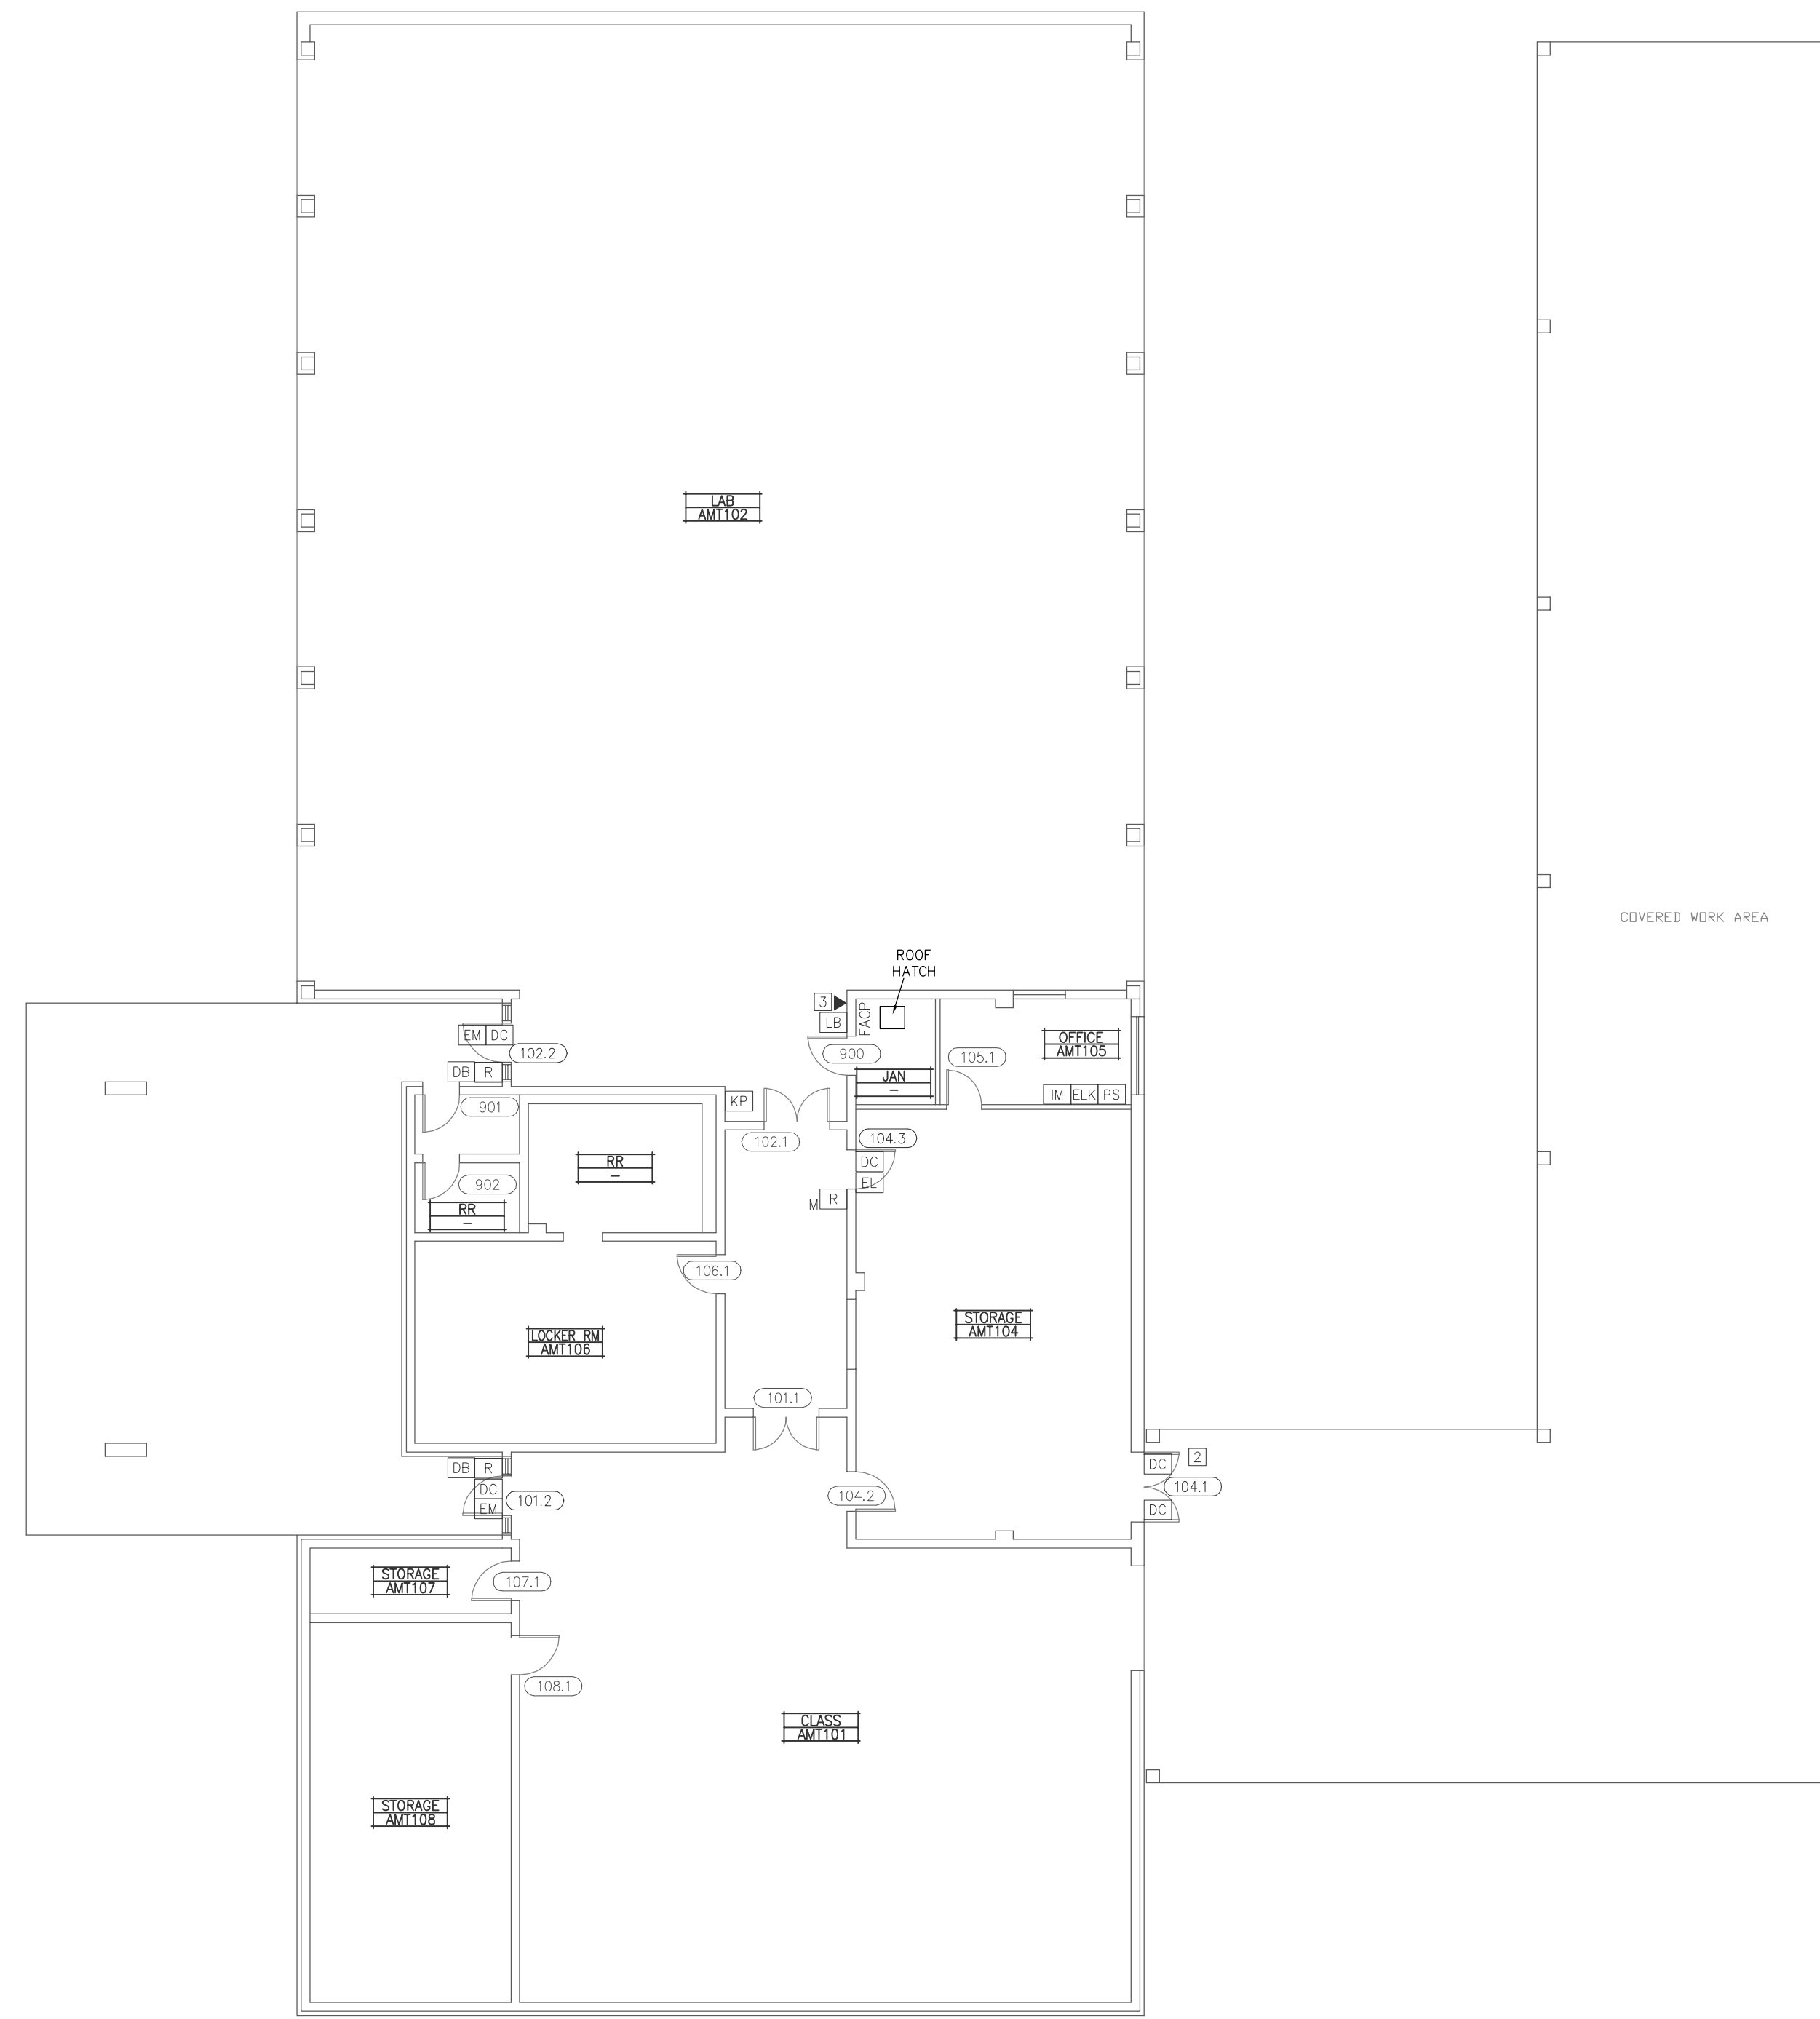 LAB
AMT102
COVERED WORK AREA
ROOF
HATCH
3
LB
FACP
EM DC
102.2
900
105.1
OFFICE
AMT105
DB R
JAN
–
IM ELK PS
KP
901
102.1
104.3
DC
EL
RR
–
902
M R
RR
–
106.1
STORAGE
AMT104
LOCKER RM
AMT106
101.1
DB R
DC
EM
101.2
104.2
DC
2
104.1
DC
STORAGE
AMT107
107.1
108.1
CLASS
AMT101
STORAGE
AMT108